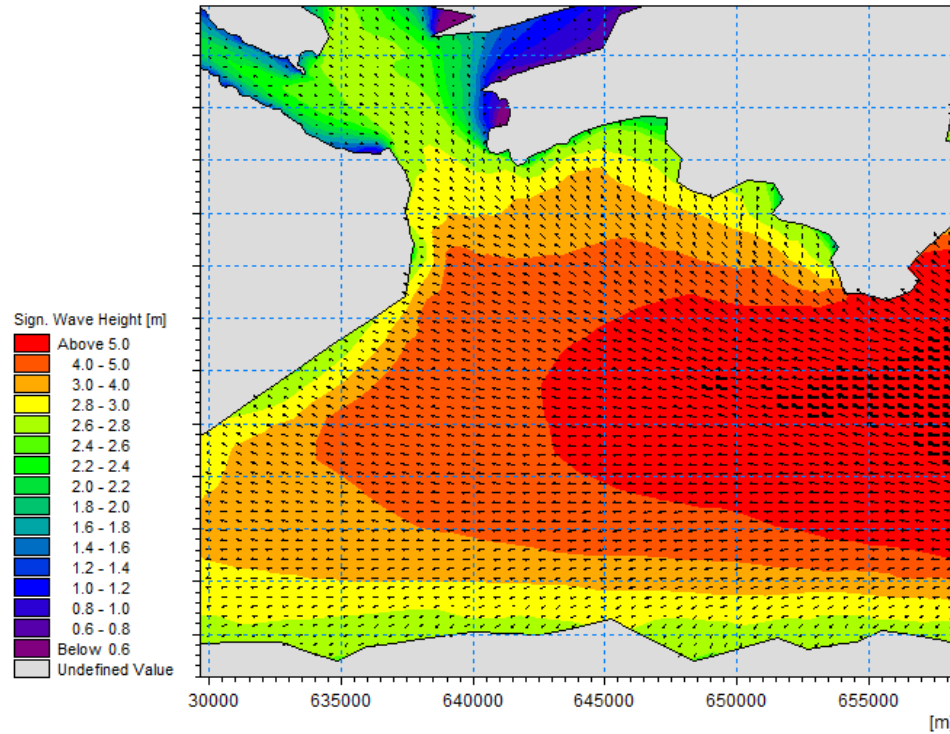 Sign. Wave Height [m]
Above 5.0
4.0 - 5.0
3.0 - 4.0
2.8 - 3.0
2.6 - 2.8
2.4 - 2.6
2.2 - 2.4
2.0 - 2.2
1.8 - 2.0
1.6 - 1.8
1.4 - 1.6
1.2 - 1.4
1.0 - 1.2
0.8 - 1.0
0.6 - 0.8
Below 0.6
Undefined Value
30000 635000 640000 645000 650000 655000
[m